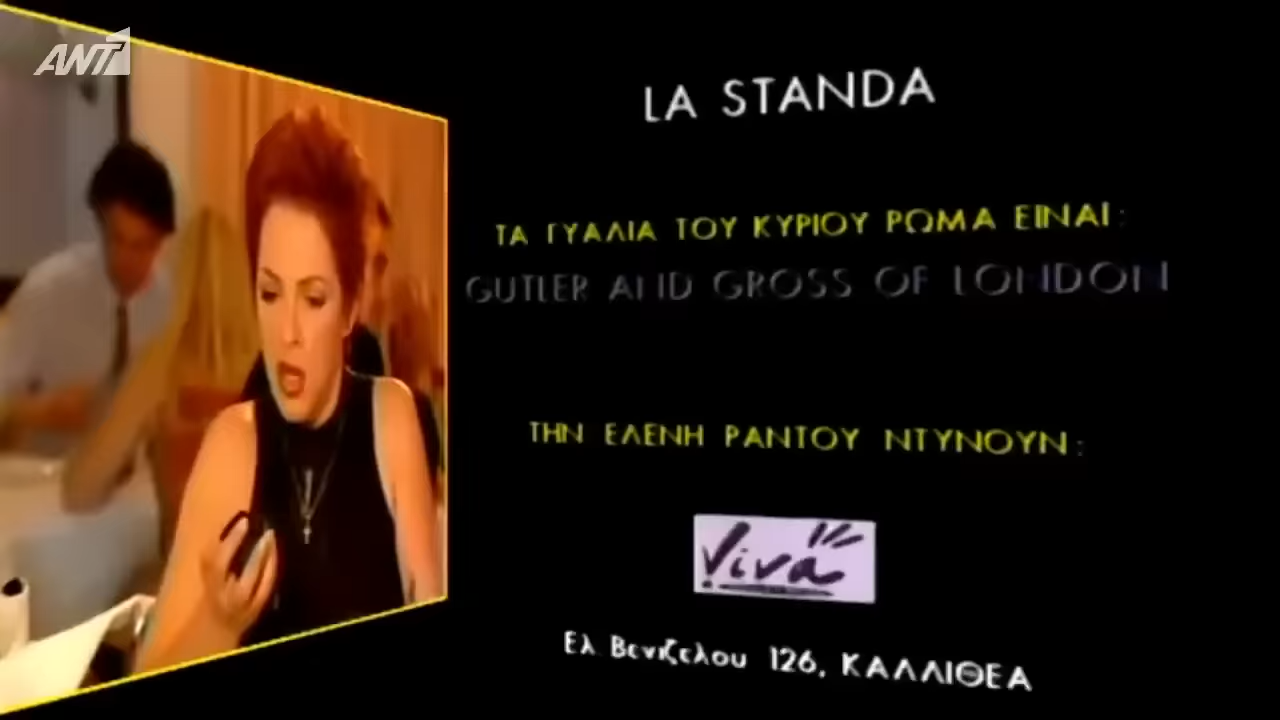 ANT1
LA STANDA
ΤΑ ΓΥΑΛΙΑ ΤΟΥ ΚΥΡΙΟΥ ΡΩΜΑ ΕΙΝΑΙ:
GUTLER AND GROSS OF LONDON
ΤΗΝ ΕΛΕΝΗ ΡΑΝΤΟΥ ΝΤΥΝΟΥΝ:
Viva
Ελ Βενιζελου 126, ΚΑΛΛΙΘΕΑ